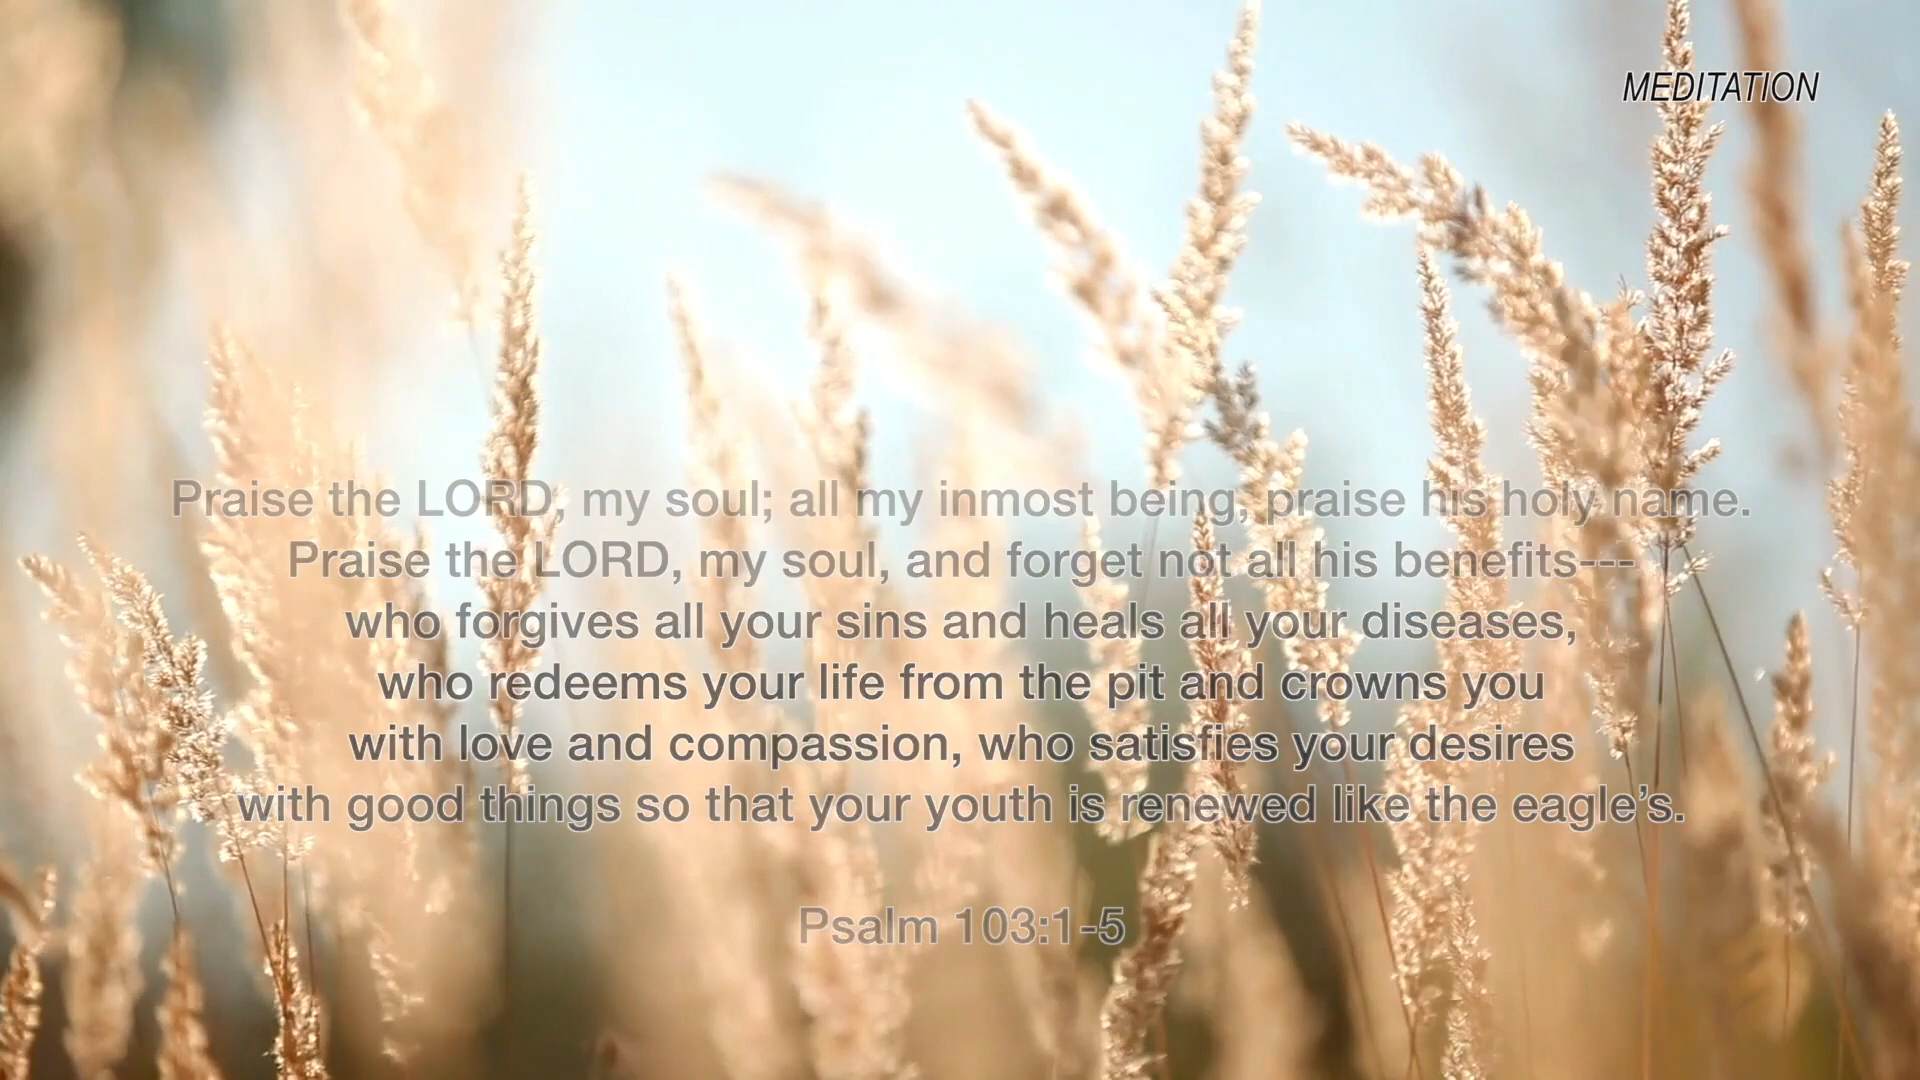 MEDITATION
Praise the LORD, my soul; all my inmost being, praise his holy name.
Praise the LORD, my soul, and forget not all his benefits---
who forgives all your sins and heals all your diseases,
who redeems your life from the pit and crowns you
with love and compassion, who satisfies your desires
with good things so that your youth is renewed like the eagle’s.
Psalm 103:1-5